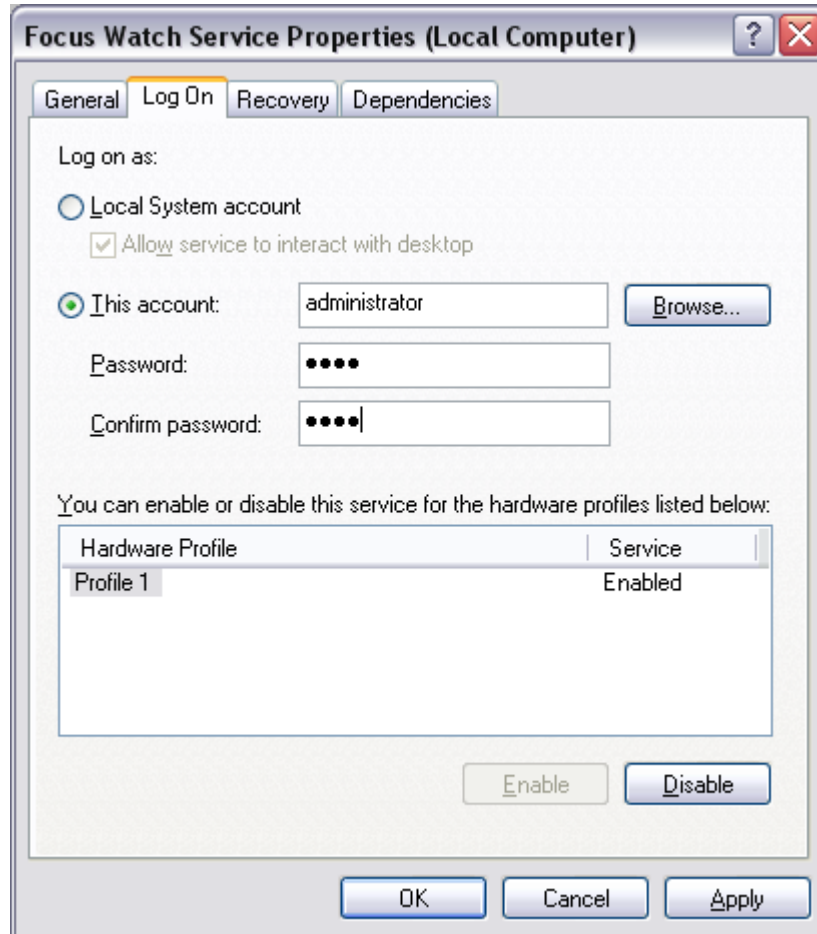 Focus Watch Service Properties (Local Computer) ?
General Log On Recovery Dependencies
Log on as:
Local System account
Allow service to interact with desktop
This account: administrator Browse...
Password: ●●●●
Confirm password: ●●●●
You can enable or disable this service for the hardware profiles listed below:
Hardware Profile Service
Profile 1 Enabled
Enable Disable
OK Cancel Apply